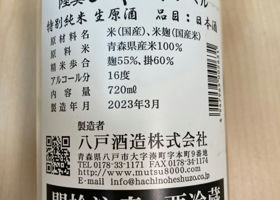 特別純米 生原酒 品目:日本酒
原材料名 米(国産)、米麹(国産米)
原料米 青森県産米100%
精米歩合 麹55%、掛60%
アルコール分 16度
内容量 720ml
製造年月 2023年3月
製造者
八戸酒造株式会社
青森県八戸市大字湊町字本町9番地
TEL 0178-33-1171 FAX 0178-34-1174
http://www.mutsu8000.com
e-mail: info@hachinoheshuzo.co.jp